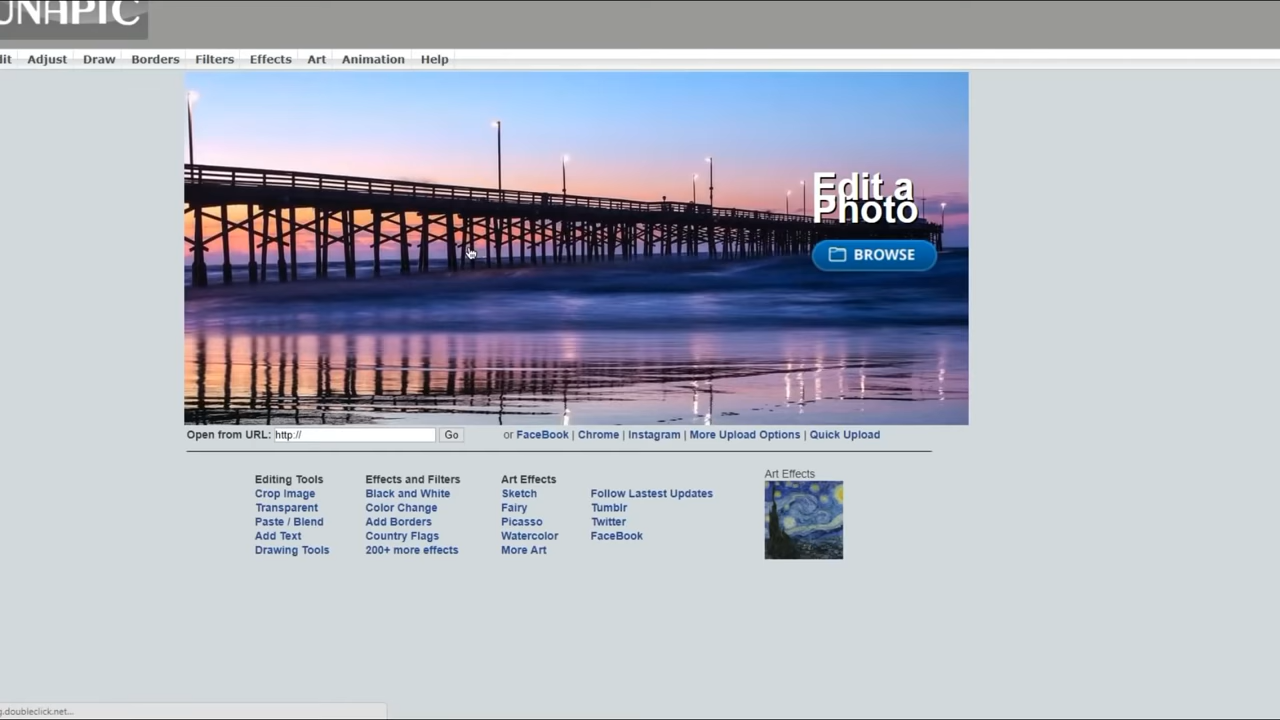 UNAPIC
dit Adjust Draw Borders Filters Effects Art Animation Help
Edit a
Photo
BROWSE
Open from URL: http:// Go or FaceBook | Chrome | Instagram | More Upload Options | Quick Upload
Editing Tools
Crop Image
Transparent
Paste / Blend
Add Text
Drawing Tools
Effects and Filters
Black and White
Color Change
Add Borders
Country Flags
200+ more effects
Art Effects
Sketch
Fairy
Picasso
Watercolor
More Art
Follow Lastest Updates
Tumblr
Twitter
FaceBook
Art Effects
g.doubleclick.net...